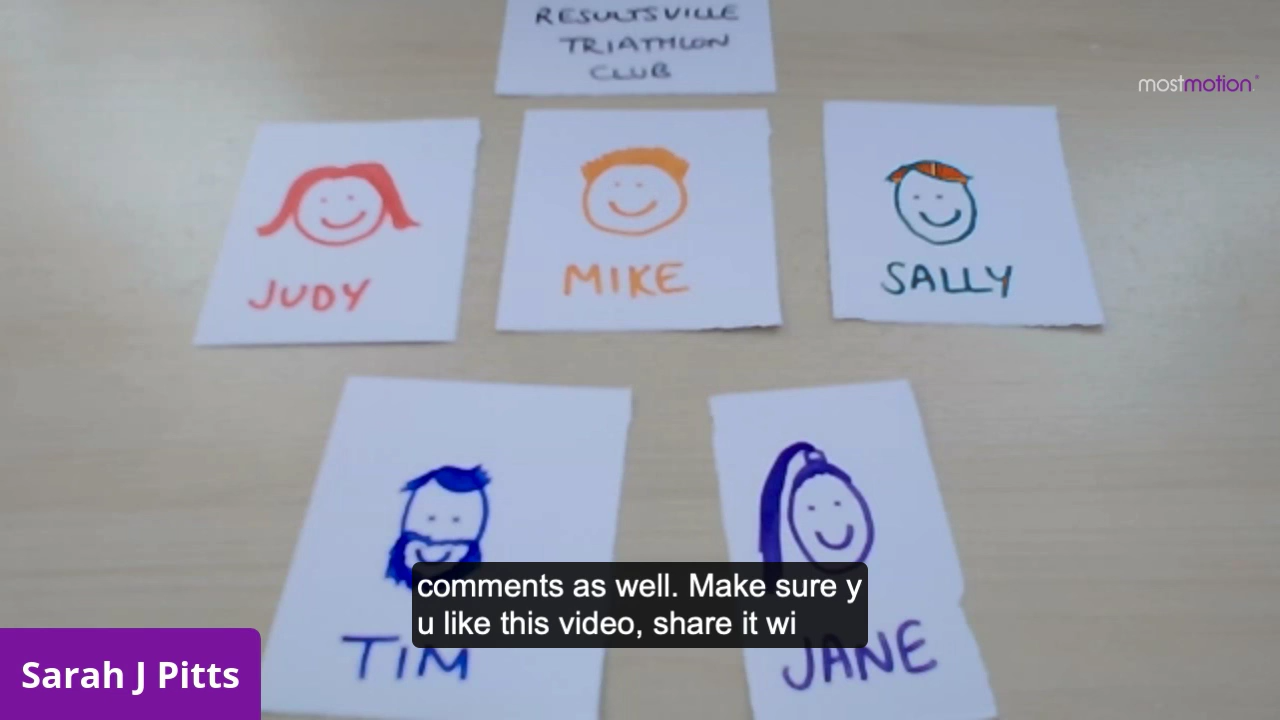 RESULTSVILLE
TRIATHLON
CLUB
mostmotion
JUDY
MIKE
SALLY
comments as well. Make sure y
u like this video, share it wi
TIM
JANE
Sarah J Pitts